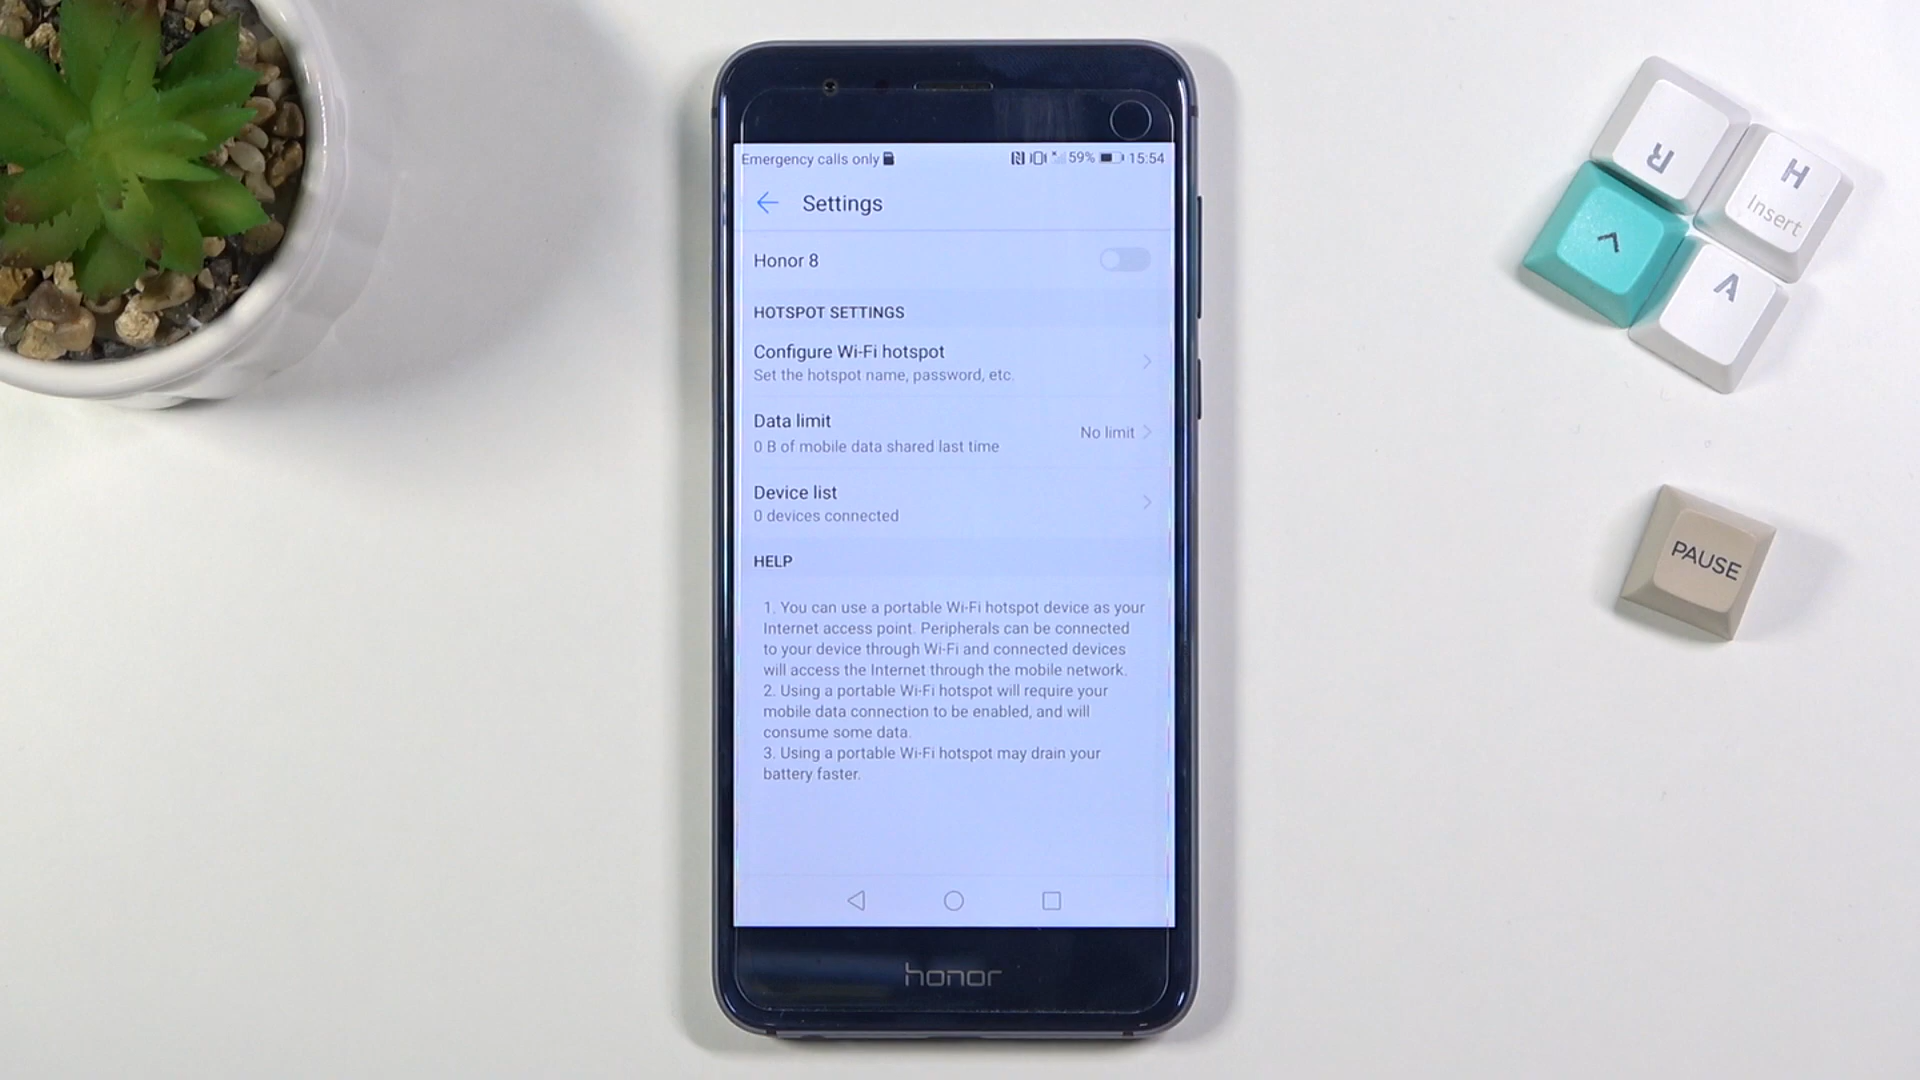 Emergency calls only
59% 15:54
Settings
Honor 8
HOTSPOT SETTINGS
Configure Wi-Fi hotspot
Set the hotspot name, password, etc.
Data limit
0 B of mobile data shared last time
No limit
Device list
0 devices connected
HELP
1. You can use a portable Wi-Fi hotspot device as your
Internet access point. Peripherals can be connected
to your device through Wi-Fi and connected devices
will access the Internet through the mobile network.
2. Using a portable Wi-Fi hotspot will require your
mobile data connection to be enabled, and will
consume some data.
3. Using a portable Wi-Fi hotspot may drain your
battery faster.
honor
R
H
Insert
A
PAUSE